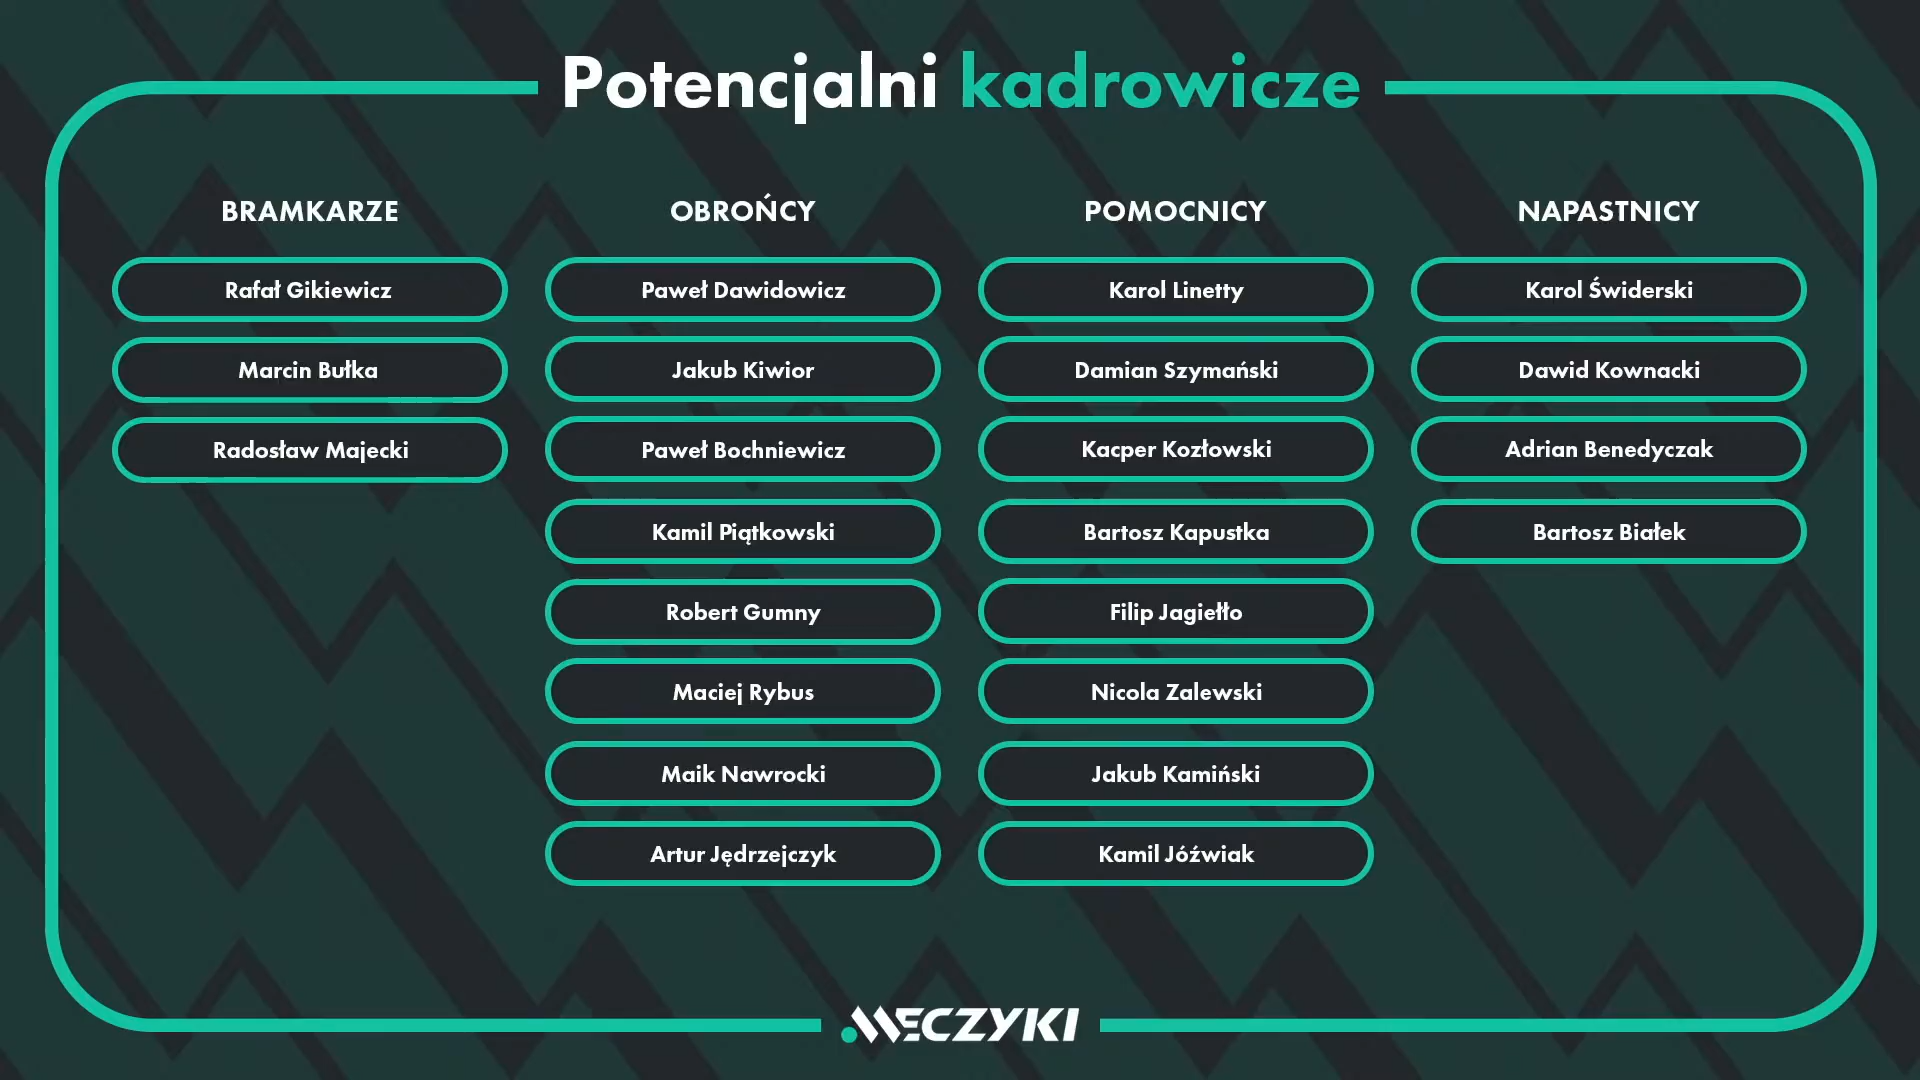 Potencjalni kadrowicze
BRAMKARZE
Rafał Gikiewicz
Marcin Bułka
Radosław Majecki
OBROŃCY
Paweł Dawidowicz
Jakub Kiwior
Paweł Bochniewicz
Kamil Piątkowski
Robert Gumny
Maciej Rybus
Maik Nawrocki
Artur Jędrzejczyk
POMOCNICY
Karol Linetty
Damian Szymański
Kacper Kozłowski
Bartosz Kapustka
Filip Jagiełło
Nicola Zalewski
Jakub Kamiński
Kamil Jóźwiak
NAPASTNICY
Karol Świderski
Dawid Kownacki
Adrian Benedyczak
Bartosz Białek
MECZYKI